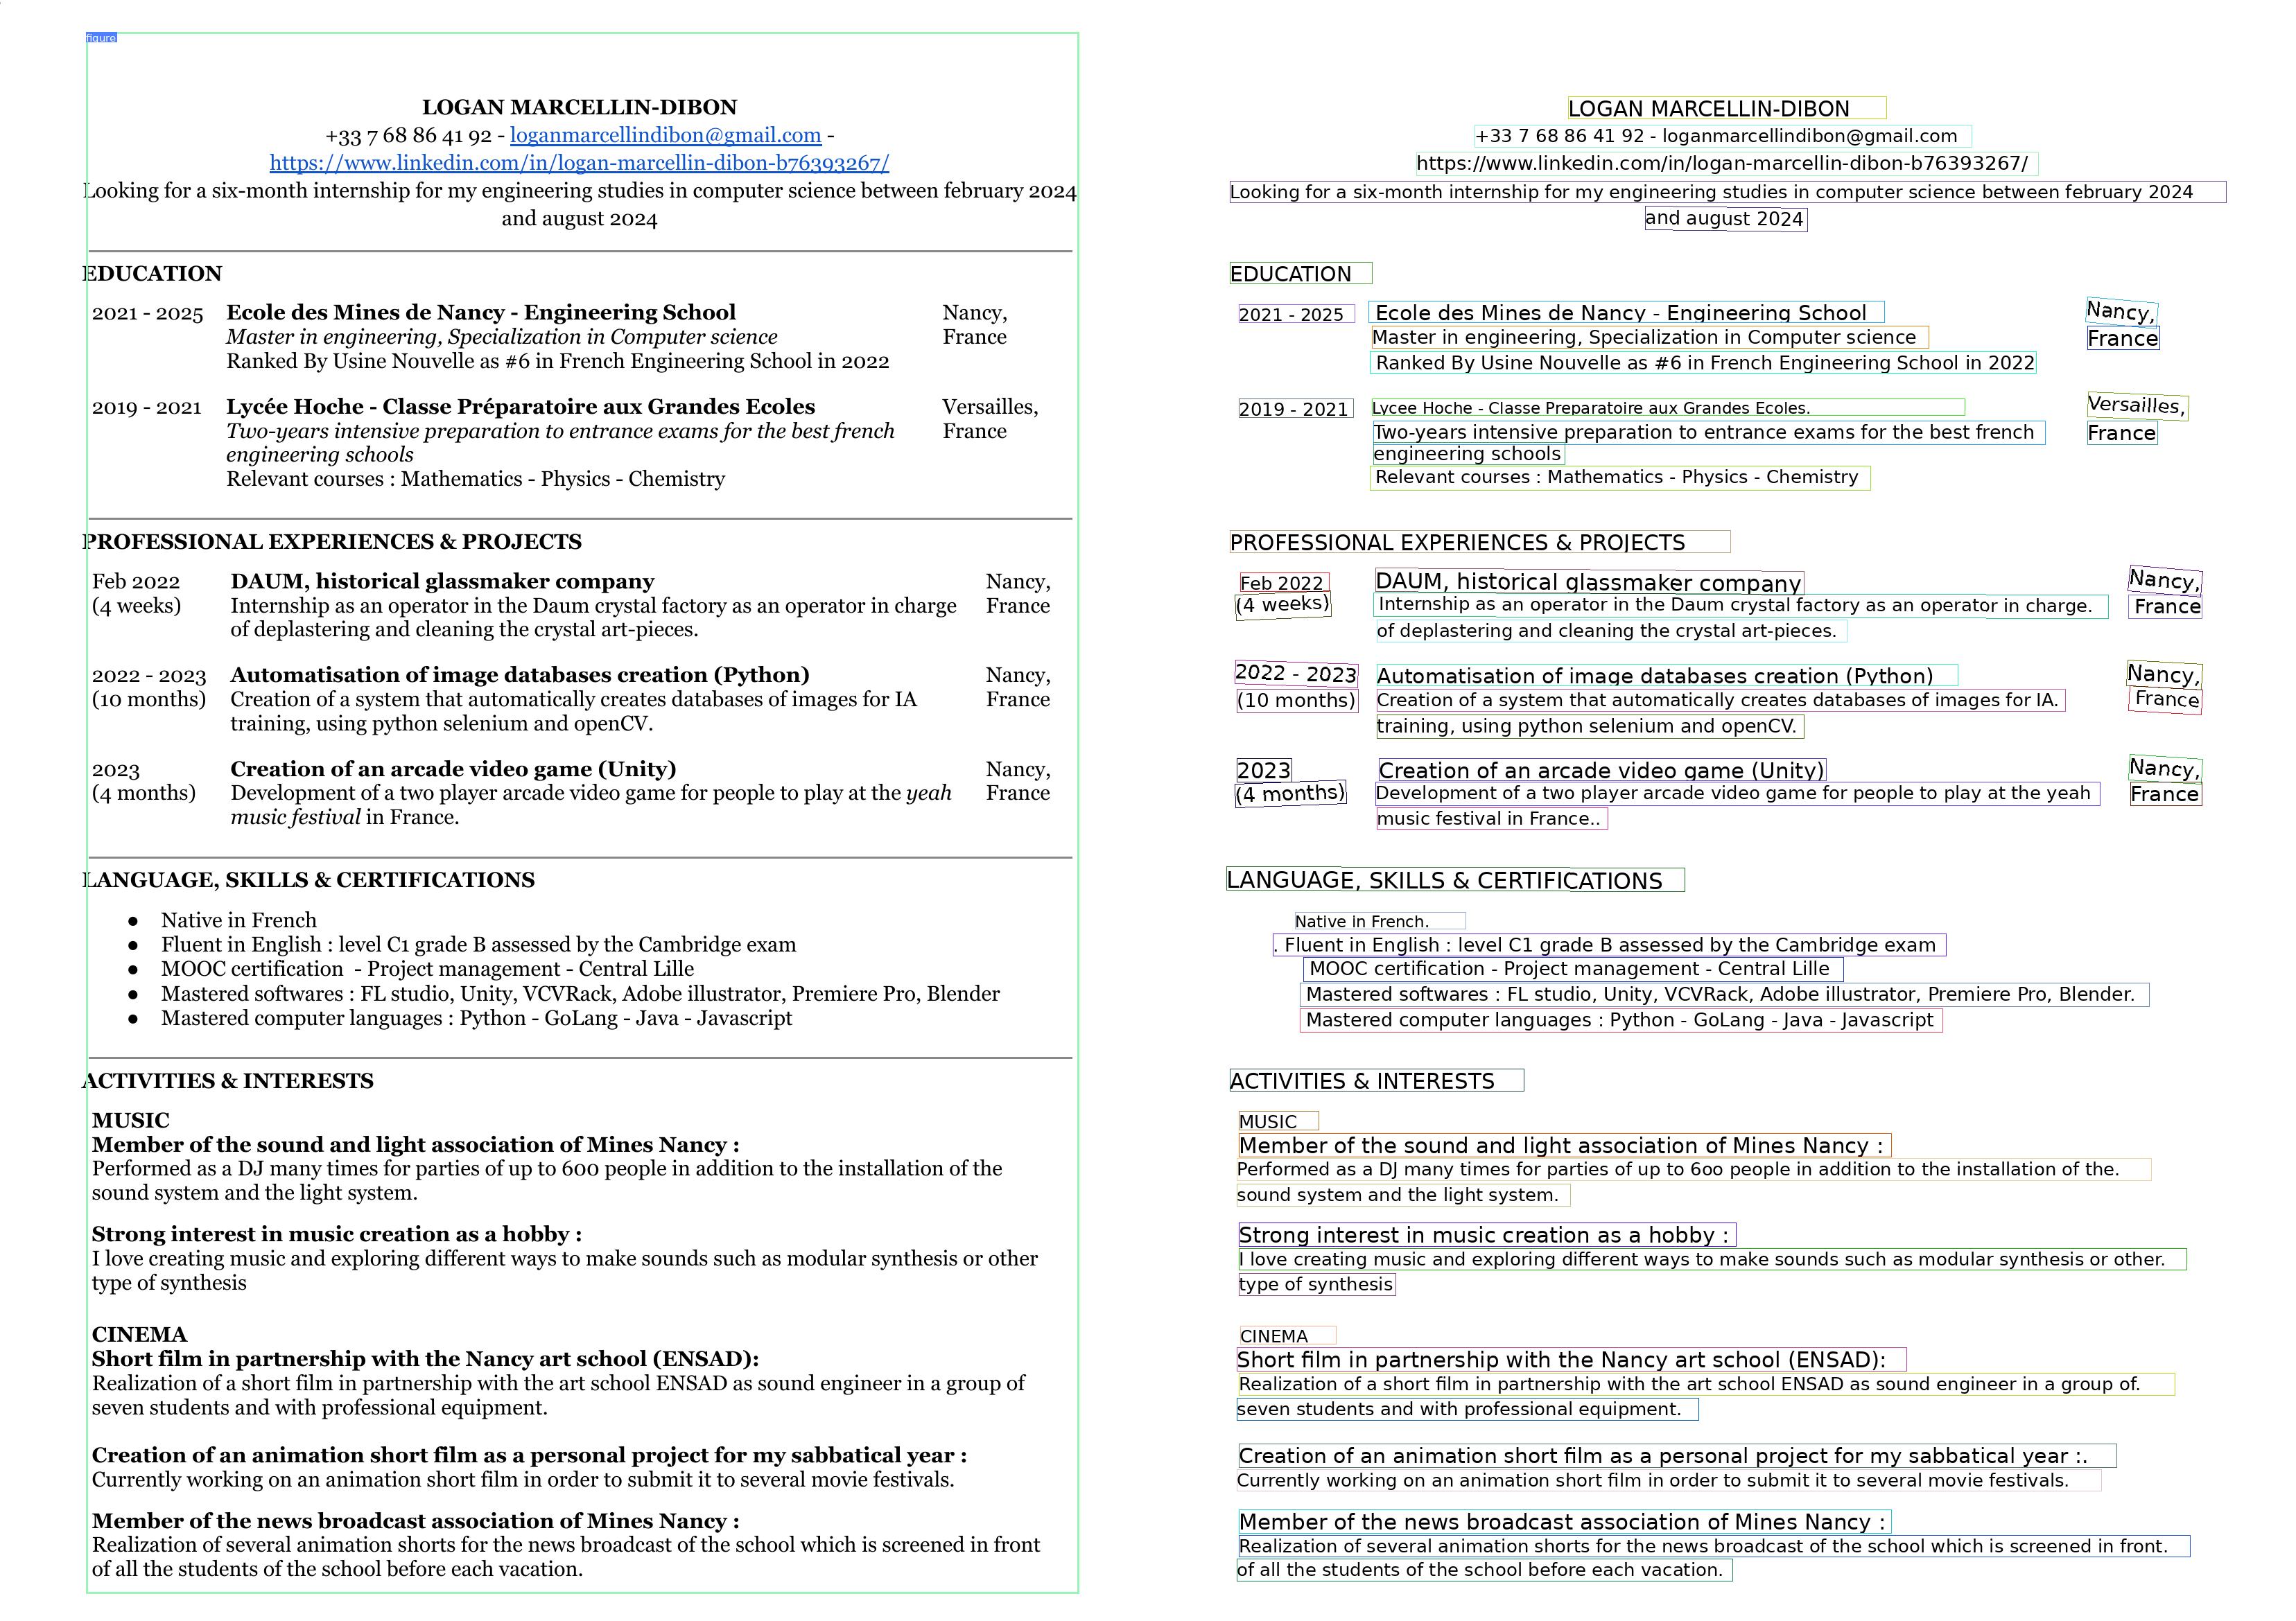 figure
LOGAN MARCELLIN-DIBON
+33 7 68 86 41 92 - loganmarcellindibon@gmail.com -
https://www.linkedin.com/in/logan-marcellin-dibon-b76393267/
Looking for a six-month internship for my engineering studies in computer science between february 2024
and august 2024
EDUCATION
2021 - 2025 Ecole des Mines de Nancy - Engineering School Nancy,
Master in engineering, Specialization in Computer science France
Ranked By Usine Nouvelle as #6 in French Engineering School in 2022
2019 - 2021 Lycée Hoche - Classe Préparatoire aux Grandes Ecoles Versailles,
Two-years intensive preparation to entrance exams for the best french France
engineering schools
Relevant courses : Mathematics - Physics - Chemistry
PROFESSIONAL EXPERIENCES & PROJECTS
Feb 2022 DAUM, historical glassmaker company Nancy,
(4 weeks) Internship as an operator in the Daum crystal factory as an operator in charge France
of deplastering and cleaning the crystal art-pieces.
2022 - 2023 Automatisation of image databases creation (Python) Nancy,
(10 months) Creation of a system that automatically creates databases of images for IA France
training, using python selenium and openCV.
2023 Creation of an arcade video game (Unity) Nancy,
(4 months) Development of a two player arcade video game for people to play at the yeah France
music festival in France.
LANGUAGE, SKILLS & CERTIFICATIONS
● Native in French
● Fluent in English : level C1 grade B assessed by the Cambridge exam
● MOOC certification - Project management - Central Lille
● Mastered softwares : FL studio, Unity, VCVRack, Adobe illustrator, Premiere Pro, Blender
● Mastered computer languages : Python - GoLang - Java - Javascript
ACTIVITIES & INTERESTS
MUSIC
Member of the sound and light association of Mines Nancy :
Performed as a DJ many times for parties of up to 600 people in addition to the installation of the
sound system and the light system.
Strong interest in music creation as a hobby :
I love creating music and exploring different ways to make sounds such as modular synthesis or other
type of synthesis
CINEMA
Short film in partnership with the Nancy art school (ENSAD):
Realization of a short film in partnership with the art school ENSAD as sound engineer in a group of
seven students and with professional equipment.
Creation of an animation short film as a personal project for my sabbatical year :
Currently working on an animation short film in order to submit it to several movie festivals.
Member of the news broadcast association of Mines Nancy :
Realization of several animation shorts for the news broadcast of the school which is screened in front
of all the students of the school before each vacation.
LOGAN MARCELLIN-DIBON
+33 7 68 86 41 92 - loganmarcellindibon@gmail.com
https://www.linkedin.com/in/logan-marcellin-dibon-b76393267/
Looking for a six-month internship for my engineering studies in computer science between february 2024
and august 2024
EDUCATION
2021 - 2025 Ecole des Mines de Nancy - Engineering School Nancy,
Master in engineering, Specialization in Computer science France
Ranked By Usine Nouvelle as #6 in French Engineering School in 2022
2019 - 2021 Lycee Hoche - Classe Preparatoire aux Grandes Ecoles. Versailles,
Two-years intensive preparation to entrance exams for the best french France
engineering schools
Relevant courses : Mathematics - Physics - Chemistry
PROFESSIONAL EXPERIENCES & PROJECTS
Feb 2022 DAUM, historical glassmaker company Nancy,
(4 weeks) Internship as an operator in the Daum crystal factory as an operator in charge. France
of deplastering and cleaning the crystal art-pieces.
2022 - 2023 Automatisation of image databases creation (Python) Nancy,
(10 months) Creation of a system that automatically creates databases of images for IA. France
training, using python selenium and openCV.
2023 Creation of an arcade video game (Unity) Nancy,
(4 months) Development of a two player arcade video game for people to play at the yeah France
music festival in France..
LANGUAGE, SKILLS & CERTIFICATIONS
Native in French.
. Fluent in English : level C1 grade B assessed by the Cambridge exam
MOOC certification - Project management - Central Lille
Mastered softwares : FL studio, Unity, VCVRack, Adobe illustrator, Premiere Pro, Blender.
Mastered computer languages : Python - GoLang - Java - Javascript
ACTIVITIES & INTERESTS
MUSIC
Member of the sound and light association of Mines Nancy :
Performed as a DJ many times for parties of up to 6oo people in addition to the installation of the.
sound system and the light system.
Strong interest in music creation as a hobby :
I love creating music and exploring different ways to make sounds such as modular synthesis or other.
type of synthesis
CINEMA
Short film in partnership with the Nancy art school (ENSAD):
Realization of a short film in partnership with the art school ENSAD as sound engineer in a group of.
seven students and with professional equipment.
Creation of an animation short film as a personal project for my sabbatical year :.
Currently working on an animation short film in order to submit it to several movie festivals.
Member of the news broadcast association of Mines Nancy :
Realization of several animation shorts for the news broadcast of the school which is screened in front.
of all the students of the school before each vacation.